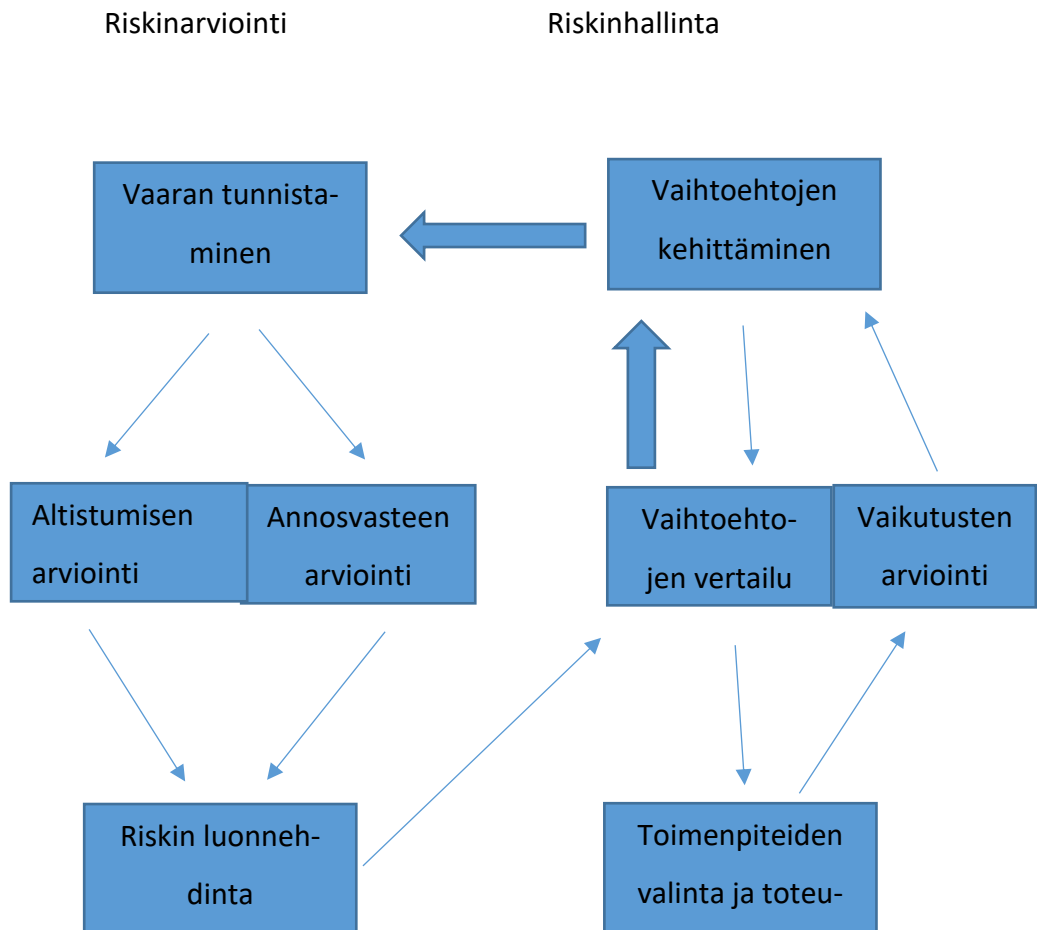 Riskinarviointi
Riskinhallinta
Vaaran tunnista-
minen
Vaihtoehtojen
kehittäminen
Altistumisen
arviointi
Annosvasteen
arviointi
Vaihtoehto-
jen vertailu
Vaikutusten
arviointi
Riskin luonneh-
dinta
Toimenpiteiden
valinta ja toteu-